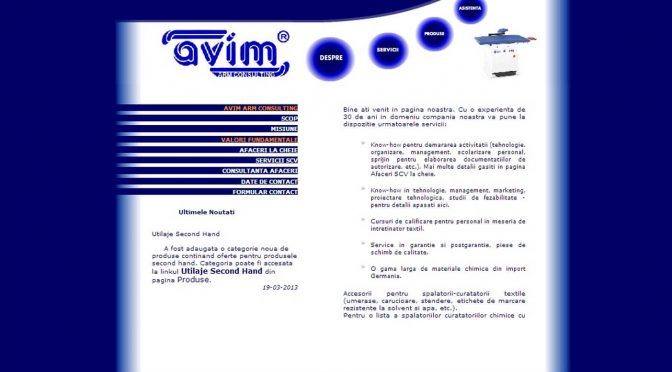 avim®
ARM CONSULTING
DESPRE
SERVICII
PRODUSE
ASISTENTA
AVIM ARM CONSULTING
SCOP
MISIUNE
VALORI FUNDAMENTALE
AFACERI LA CHEIE
SERVICII SCV
CONSULTANTA AFACERI
DATE DE CONTACT
FORMULAR CONTACT
Ultimele Noutati
Utilaje Second Hand
A fost adaugata o categorie noua de
produse continand oferte pentru produsele
second hand. Categoria poate fi accesata
la linkul Utilaje Second Hand din
pagina Produse.
19-03-2013
Bine ati venit in pagina noastra. Cu o experienta de
30 de ani in domeniu compania noastra va pune la
dispozitie urmatoarele servicii:
Know-how pentru demararea activitatii (tehnologie,
organizare, management, scolarizare personal,
sprijin pentru elaborarea documentatiilor de
autorizare, etc.). Mai multe detalii gasiti in pagina
Afaceri SCV la cheie.
Know-how in tehnologie, management, marketing,
proiectare tehnologica, studii de fezabilitate -
pentru detalii apasati aici.
Cursuri de calificare pentru personal in meseria de
intretinator textil.
Service in garantie si postgarantie, piese de
schimb de calitate.
O gama larga de materiale chimice din import
Germania.
Accesorii pentru spalatorii-curatatorii textile
(umerase, carucioare, stendere, etichete de marcare
rezistente la solvent si apa, etc.).
Pentru o lista a spalatoriilor curatatoriilor chimice cu